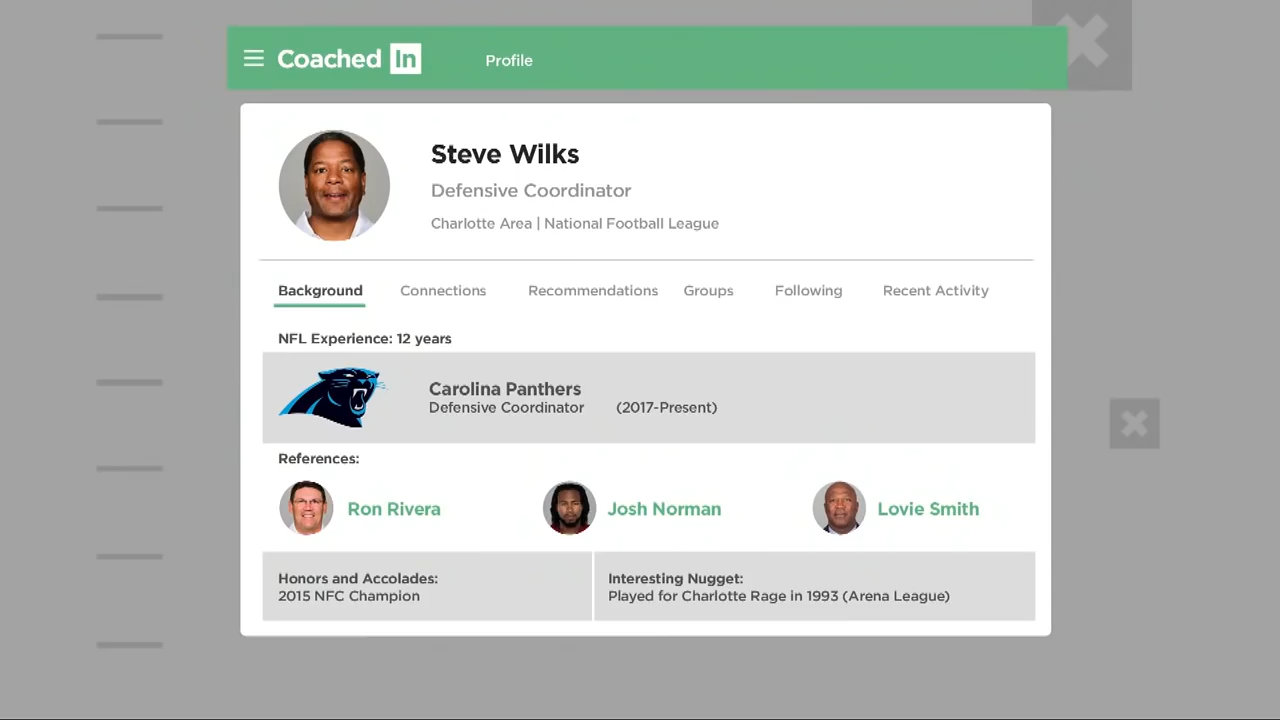 Coached In
Profile
Steve Wilks
Defensive Coordinator
Charlotte Area | National Football League
Background Connections Recommendations Groups Following Recent Activity
NFL Experience: 12 years
Carolina Panthers
Defensive Coordinator (2017-Present)
References:
Ron Rivera Josh Norman Lovie Smith
Honors and Accolades:
2015 NFC Champion
Interesting Nugget:
Played for Charlotte Rage in 1993 (Arena League)